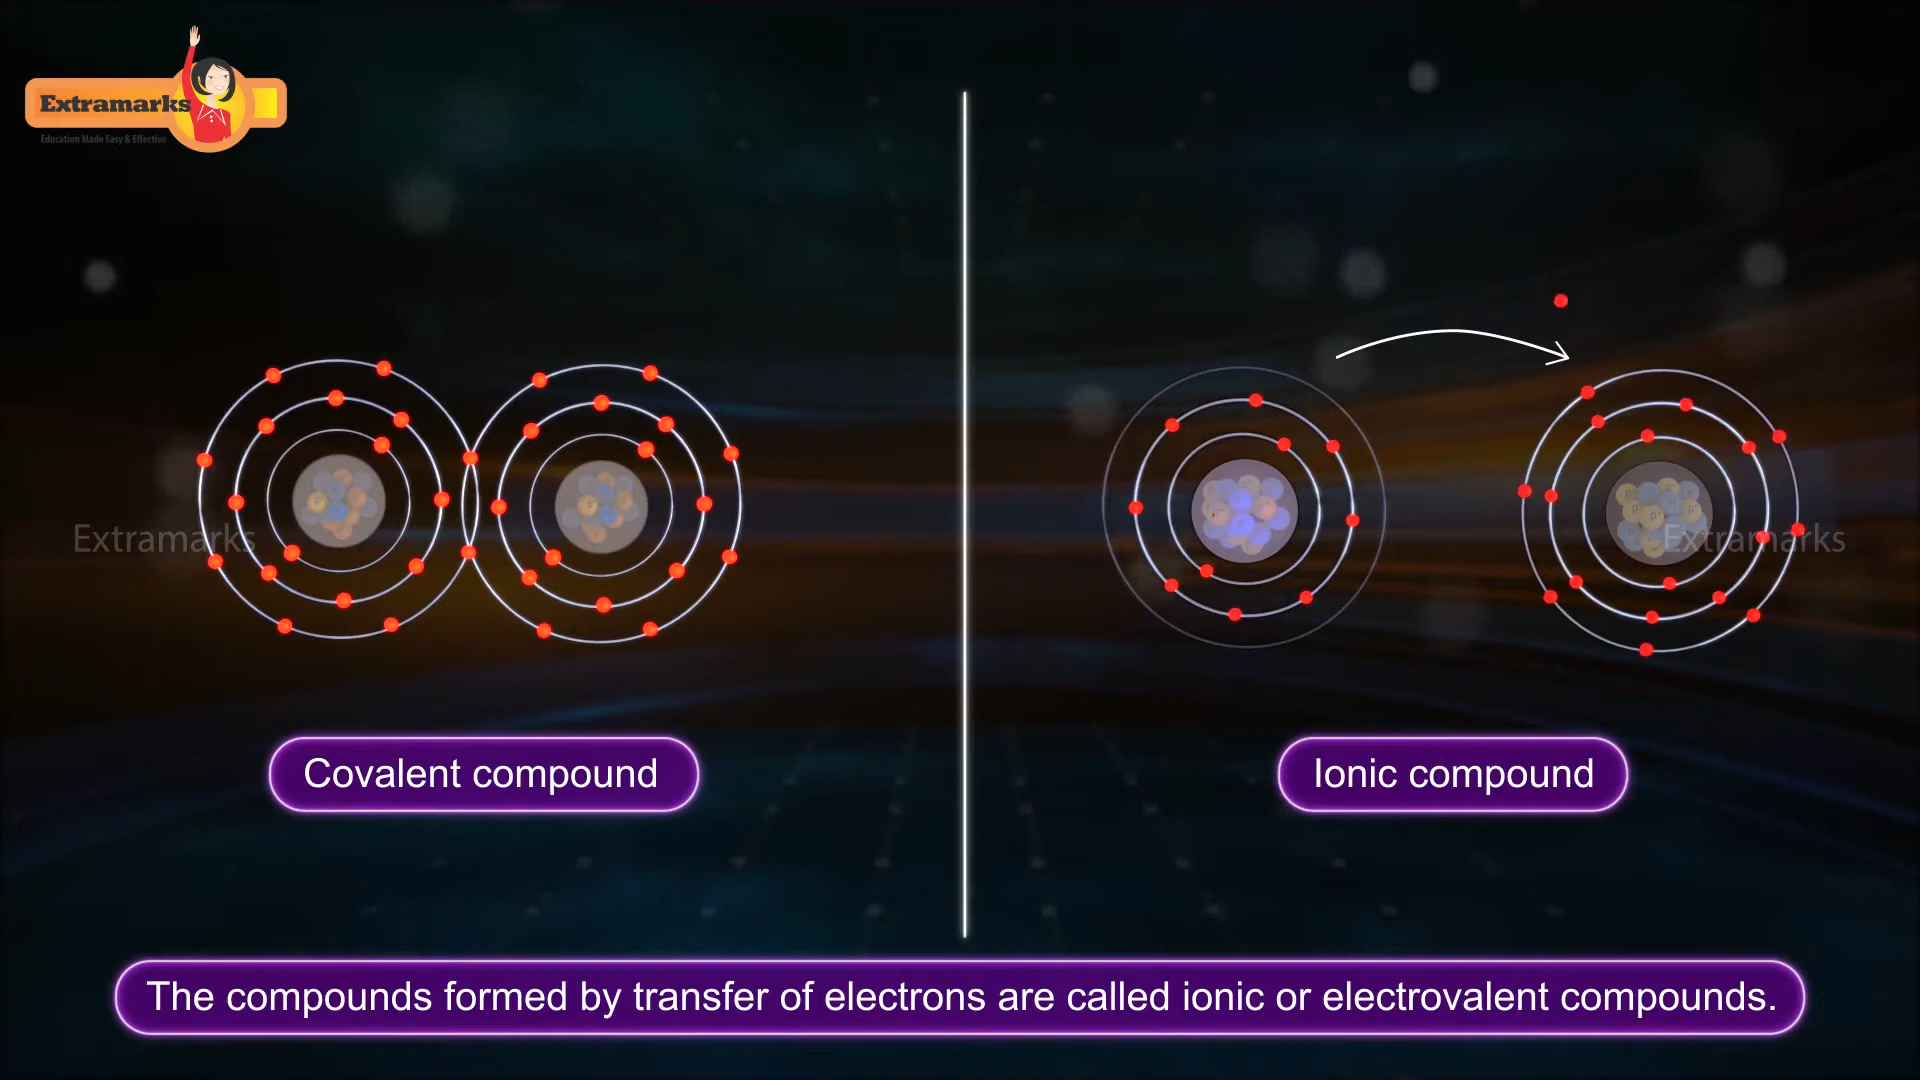 Extramarks
Education Made Easy & Effective
Extramarks
Extramarks
Covalent compound
Ionic compound
The compounds formed by transfer of electrons are called ionic or electrovalent compounds.